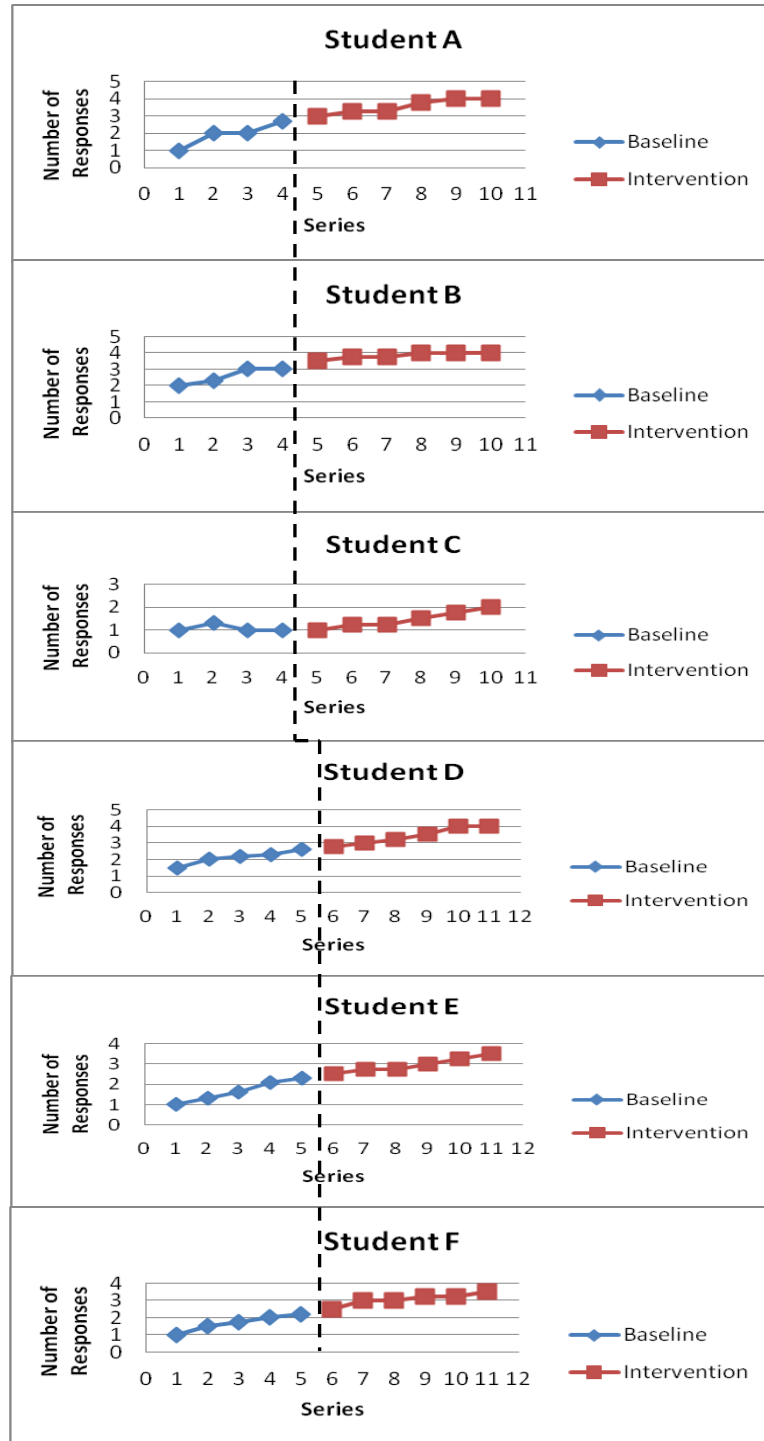 Student A
Number of
Responses
5
4
3
2
1
0
0 1 2 3 4 5 6 7 8 9 10 11
Series
Baseline
Intervention
Student B
Number of
Responses
5
4
3
2
1
0
0 1 2 3 4 5 6 7 8 9 10 11
Series
Baseline
Intervention
Student C
Number of
Responses
3
2
1
0
0 1 2 3 4 5 6 7 8 9 10 11
Series
Baseline
Intervention
Student D
Number of
Responses
5
4
3
2
1
0
0 1 2 3 4 5 6 7 8 9 10 11 12
Series
Baseline
Intervention
Student E
Number of
Responses
4
3
2
1
0
0 1 2 3 4 5 6 7 8 9 10 11 12
Series
Baseline
Intervention
Student F
Number of
Responses
4
3
2
1
0
0 1 2 3 4 5 6 7 8 9 10 11 12
Series
Baseline
Intervention